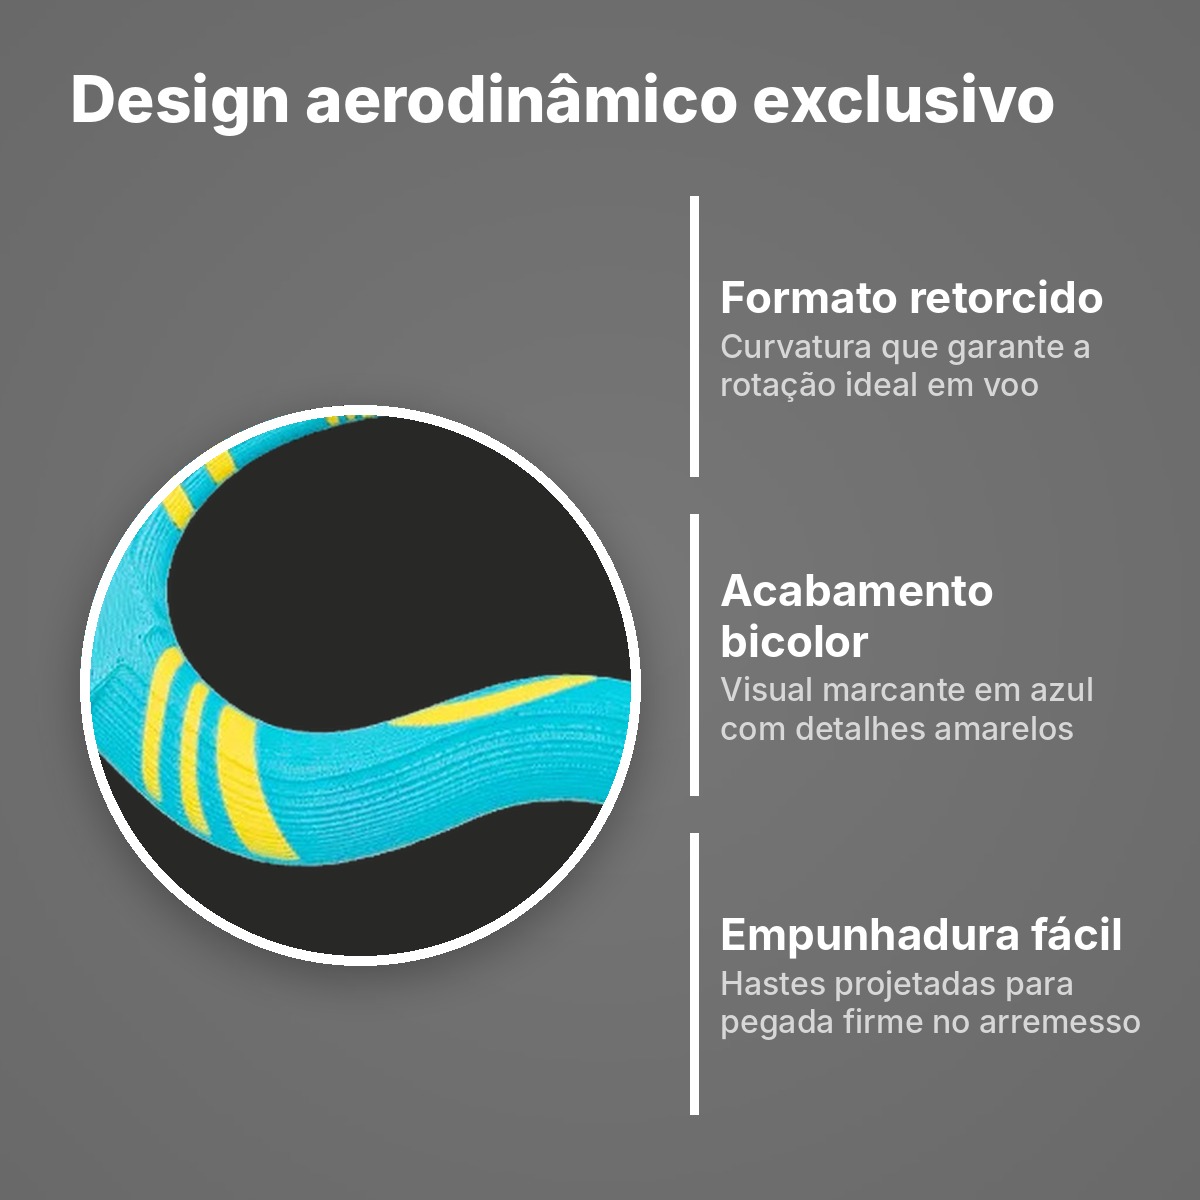 Design aerodinâmico exclusivo
Formato retorcido
Curvatura que garante a
rotação ideal em voo
Acabamento
bicolor
Visual marcante em azul
com detalhes amarelos
Empunhadura fácil
Hastes projetadas para
pegada firme no arremesso